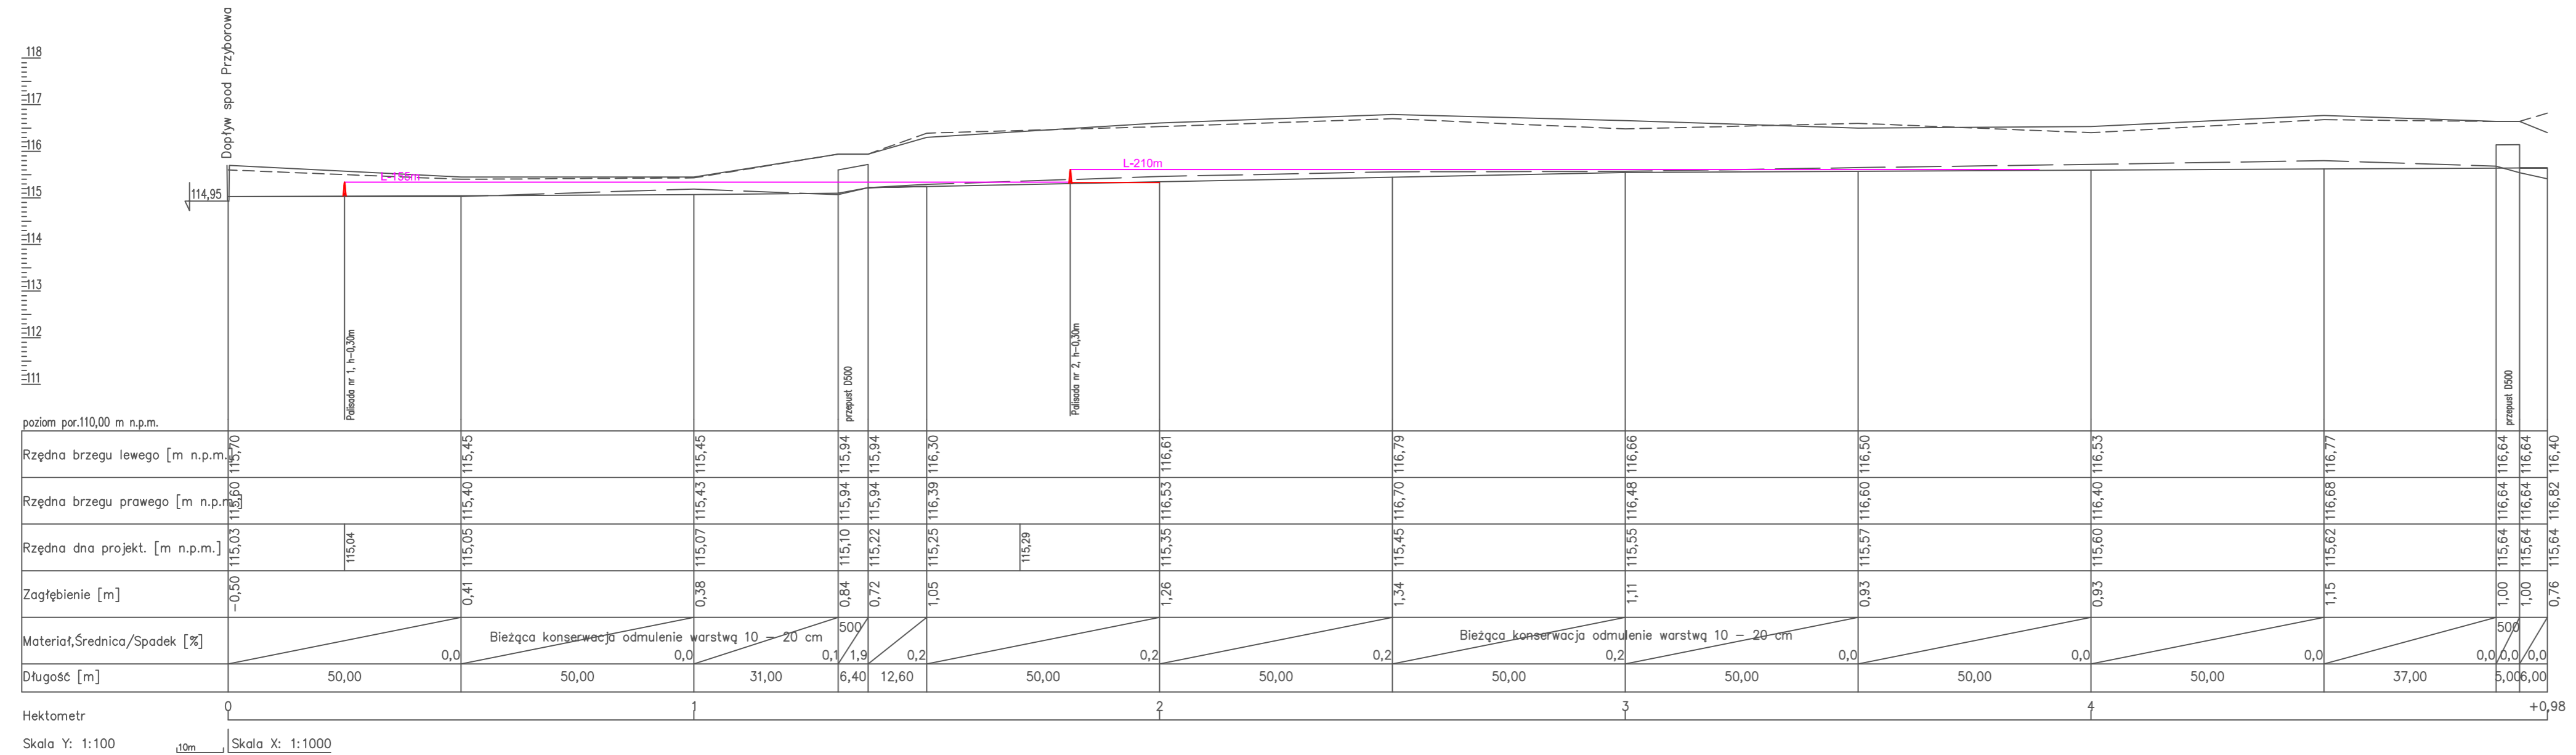 Dopływ spod Przyborowa
118
117
116
115
114
113
112
111
114,95
L-155m
L-210m
Palisada nr 1, h-0,30m
przepust D500
Palisada nr 2, h-0,30m
przepust D500
poziom por.110,00 m n.p.m.
Rzędna brzegu lewego [m n.p.m.] 115,70 115,45 115,45 115,94 115,94 116,30 116,61 116,79 116,66 116,50 116,53 116,77 116,64 116,64 116,40
Rzędna brzegu prawego [m n.p.m.] 115,60 115,40 115,43 115,94 115,94 116,39 116,53 116,70 116,48 116,60 116,40 116,68 116,64 116,64 116,82
Rzędna dna projekt. [m n.p.m.] 115,03 115,04 115,05 115,07 115,10 115,22 115,25 115,29 115,35 115,45 115,55 115,57 115,60 115,62 115,64 115,64 115,64
Zagłębienie [m] -0,50 0,41 0,38 0,84 0,72 1,05 1,26 1,34 1,11 0,93 0,93 1,15 1,00 1,00 0,76
500 500
Bieżąca konserwacja odmulenie warstwą 10 – 20 cm Bieżąca konserwacja odmulenie warstwą 10 – 20 cm
Materiał,Średnica/Spadek [%]
0,0 0,0 0,1 1,9 0,2 0,2 0,2 0,2 0,0 0,0 0,0 0,0 0,0 0,0
Długość [m] 50,00 50,00 31,00 6,40 12,60 50,00 50,00 50,00 50,00 50,00 50,00 37,00 5,00 6,00
Hektometr 0 1 2 3 4 +0,98
Skala Y: 1:100 10m Skala X: 1:1000